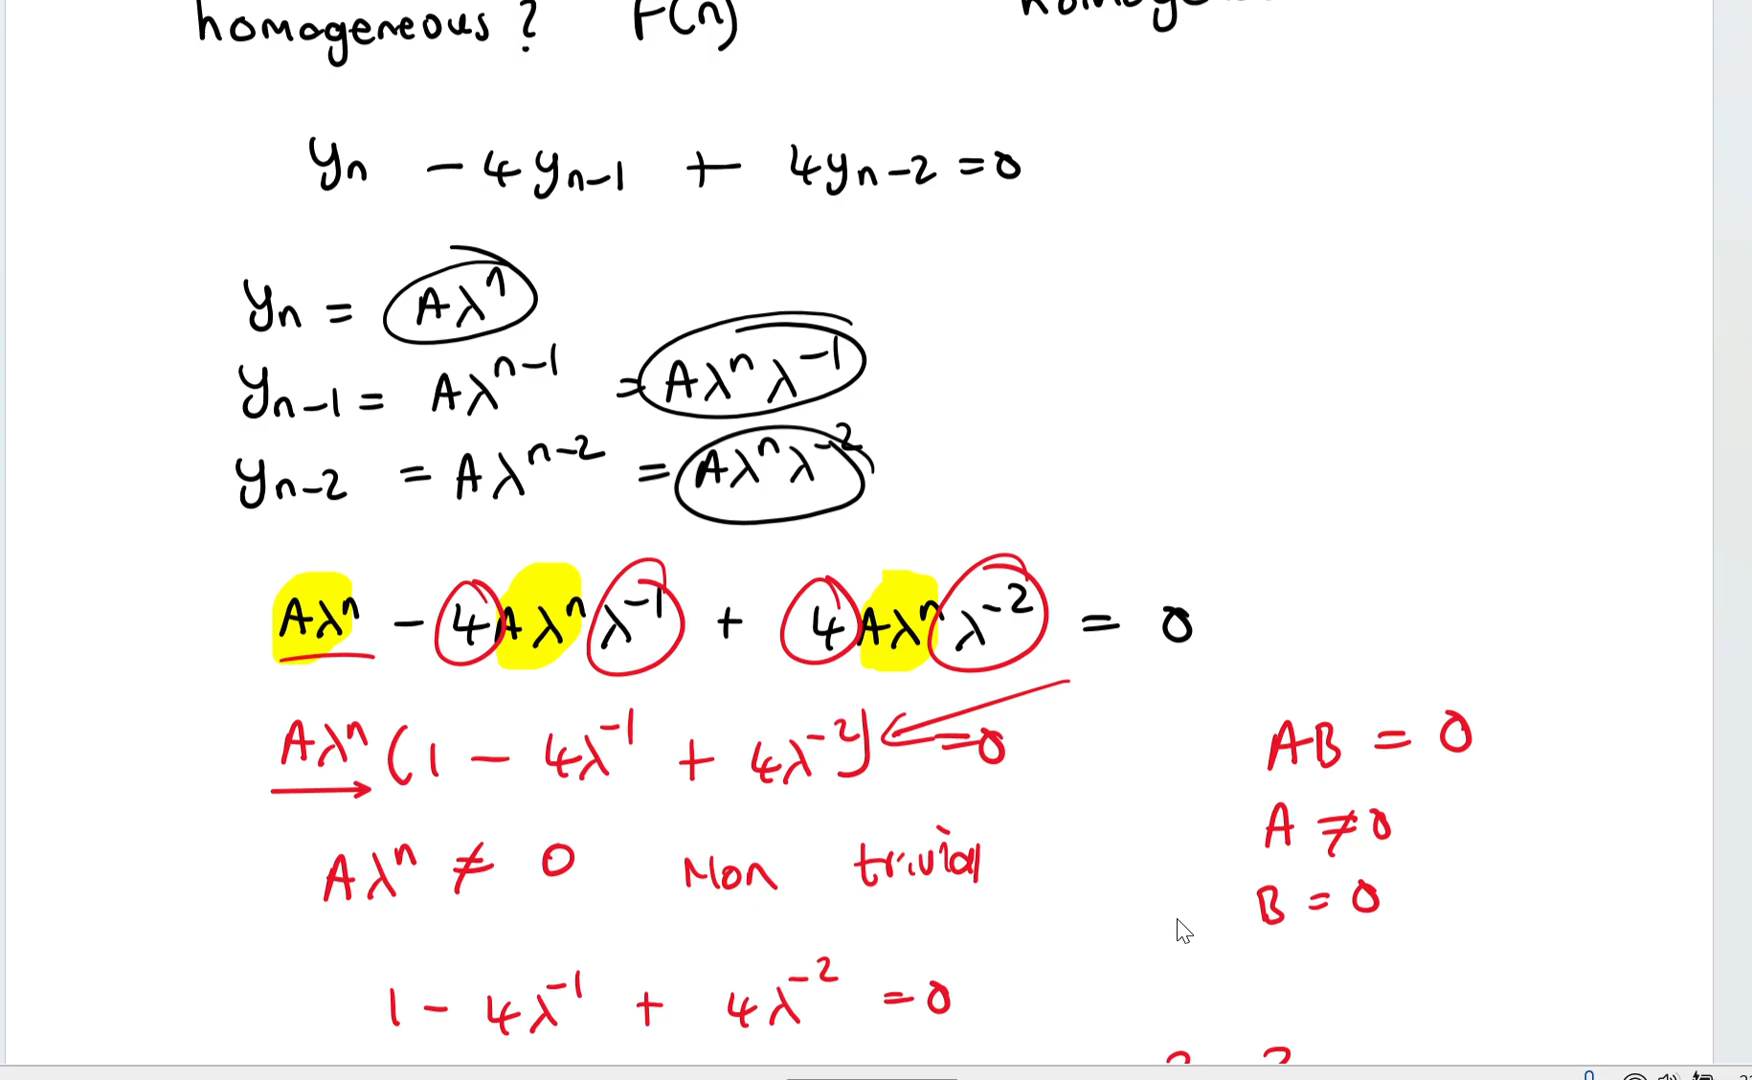 homogeneous ? F(n)
yₙ - 4yₙ₋₁ + 4yₙ₋₂ = 0
yₙ = Aλⁿ
yₙ₋₁ = Aλⁿ⁻¹ = Aλⁿλ⁻¹
yₙ₋₂ = Aλⁿ⁻² = Aλⁿλ⁻²
Aλⁿ - 4Aλⁿλ⁻¹ + 4Aλⁿλ⁻² = 0
Aλⁿ(1 - 4λ⁻¹ + 4λ⁻²) = 0
AB = 0
A ≠ 0
Aλⁿ ≠ 0 Non trivial
B = 0
1 - 4λ⁻¹ + 4λ⁻² = 0